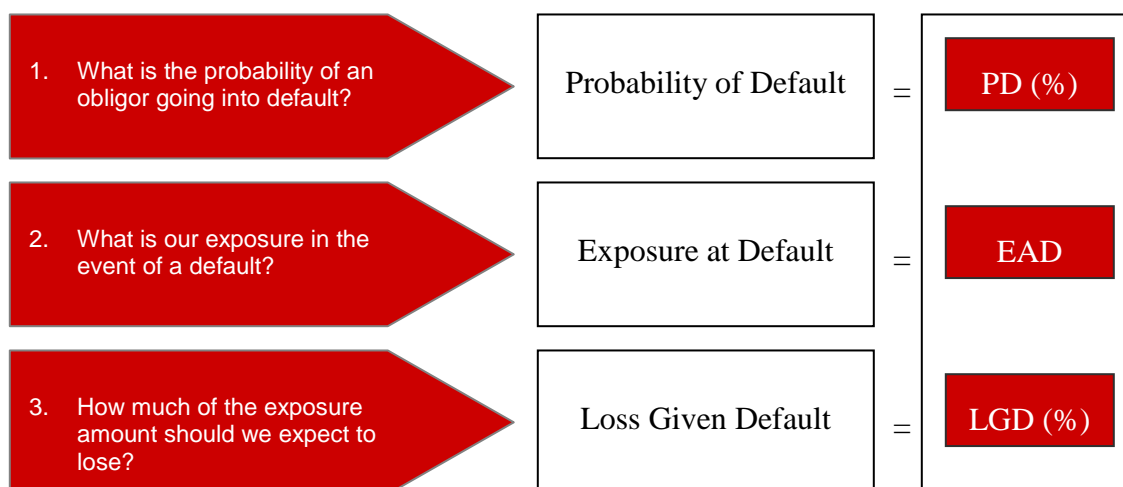 1. What is the probability of an
obligor going into default?
Probability of Default
=
PD (%)
2. What is our exposure in the
event of a default?
Exposure at Default
=
EAD
3. How much of the exposure
amount should we expect to
lose?
Loss Given Default
=
LGD (%)